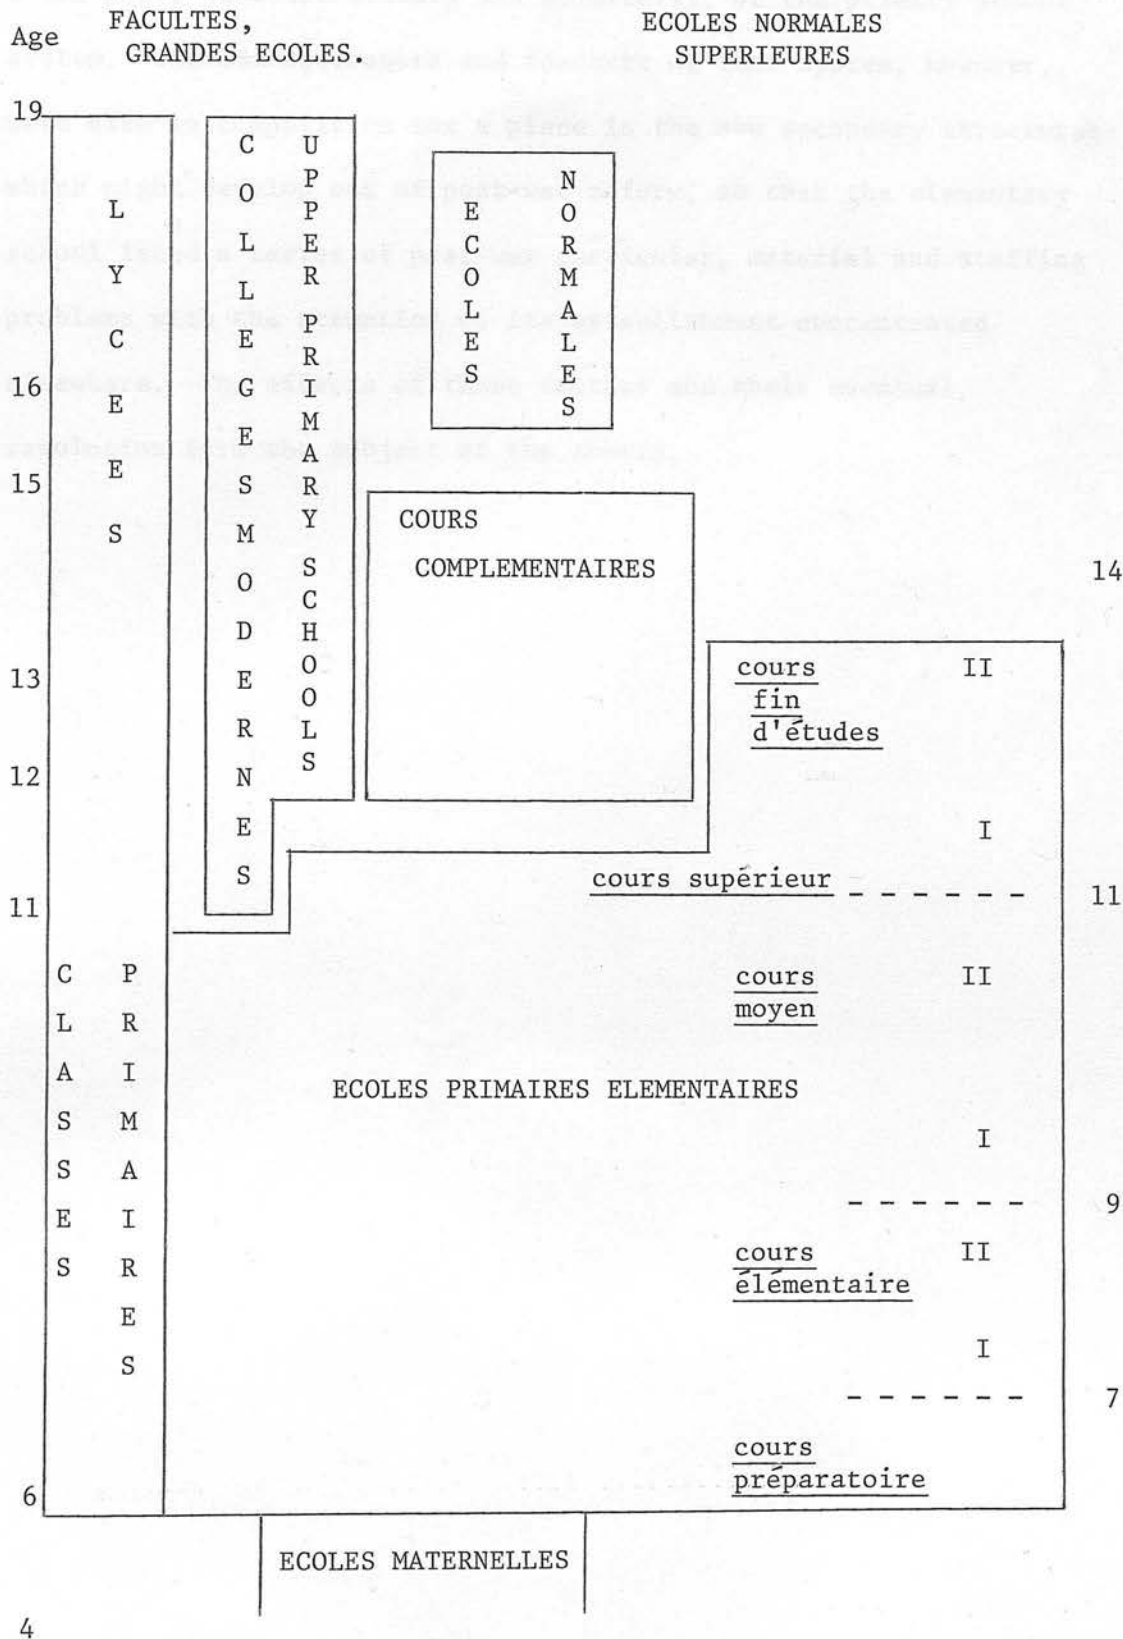 FACULTES,
GRANDES ECOLES.
ECOLES NORMALES
SUPERIEURES
Age
19
LYCEES
COLLEGES MODERNES
UPPER PRIMARY SCHOOLS
ECOLES
NORMALES
16
15
COURS
COMPLEMENTAIRES
14
13
cours II
fin
d'études
12
I
cours supérieur
11
11
CLASSES
PRIMAIRES
cours II
moyen
ECOLES PRIMAIRES ELEMENTAIRES
I
9
cours II
élémentaire
I
7
cours
préparatoire
6
ECOLES MATERNELLES
4